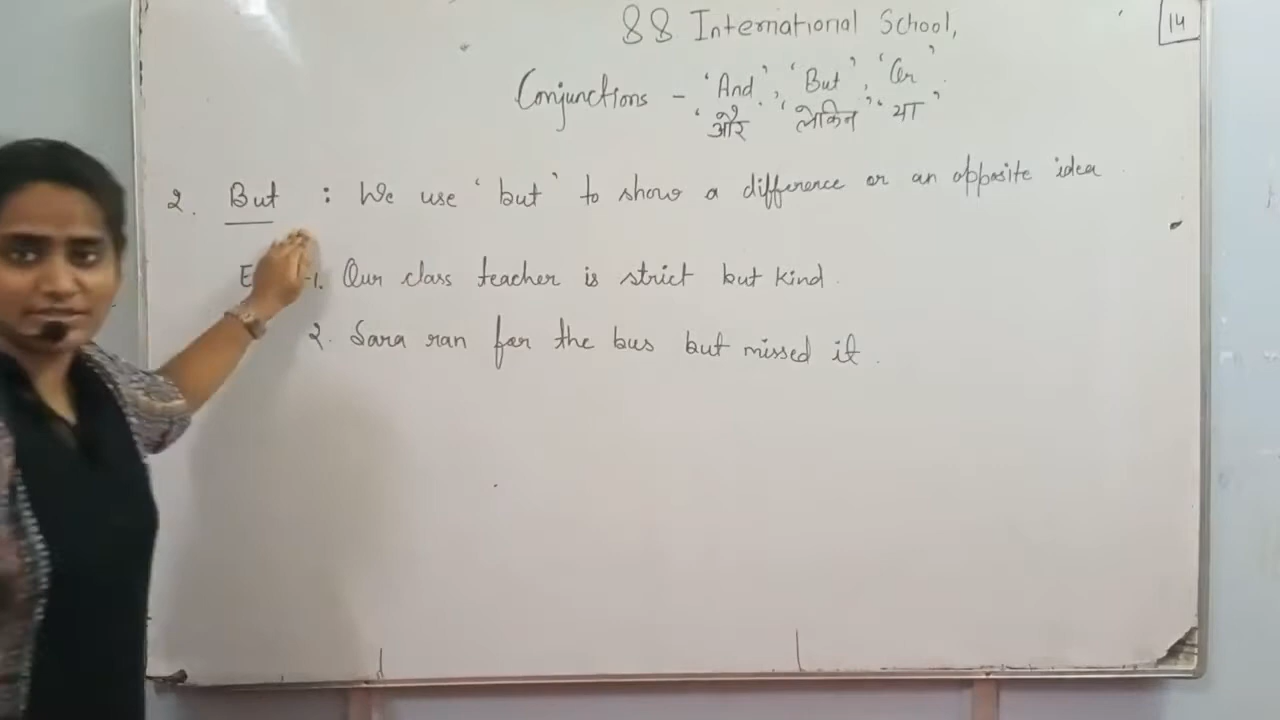 88 International School,
14
Conjunctions - 'And', 'But', 'Or'
'और' 'लेकिन' 'या'
2. But : We use 'but' to show a difference or an opposite idea
1. Our class teacher is strict but kind.
2. Sara ran for the bus but missed it.